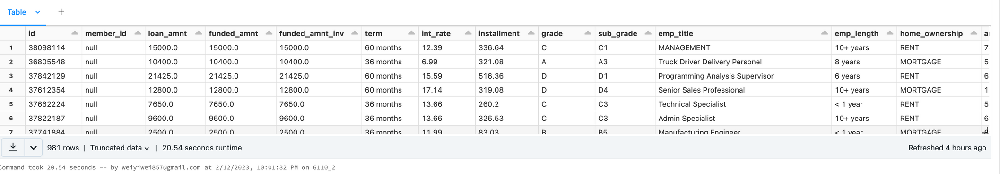 Table +
id member_id loan_amnt funded_amnt funded_amnt_inv term int_rate installment grade sub_grade emp_title emp_length home_ownership
1 38098114 null 15000.0 15000.0 15000.0 60 months 12.39 336.64 C C1 MANAGEMENT 10+ years RENT 7
2 36805548 null 10400.0 10400.0 10400.0 36 months 6.99 321.08 A A3 Truck Driver Delivery Personel 8 years MORTGAGE 5
3 37842129 null 21425.0 21425.0 21425.0 60 months 15.59 516.36 D D1 Programming Analysis Supervisor 6 years RENT 6
4 37612354 null 12800.0 12800.0 12800.0 60 months 17.14 319.08 D D4 Senior Sales Professional 10+ years MORTGAGE 1
5 37662224 null 7650.0 7650.0 7650.0 36 months 13.66 260.2 C C3 Technical Specialist < 1 year RENT 5
6 37822187 null 9600.0 9600.0 9600.0 36 months 13.66 326.53 C C3 Admin Specialist 10+ years RENT 6
7 37741884 null 2500.0 2500.0 2500.0 36 months 11.99 83.03 B B5 Manufacturing Engineer < 1 year MORTGAGE
981 rows | Truncated data | 20.54 seconds runtime Refreshed 4 hours ago
Command took 20.54 seconds -- by weiyiwei857@gmail.com at 2/12/2023, 10:01:32 PM on 6110_2